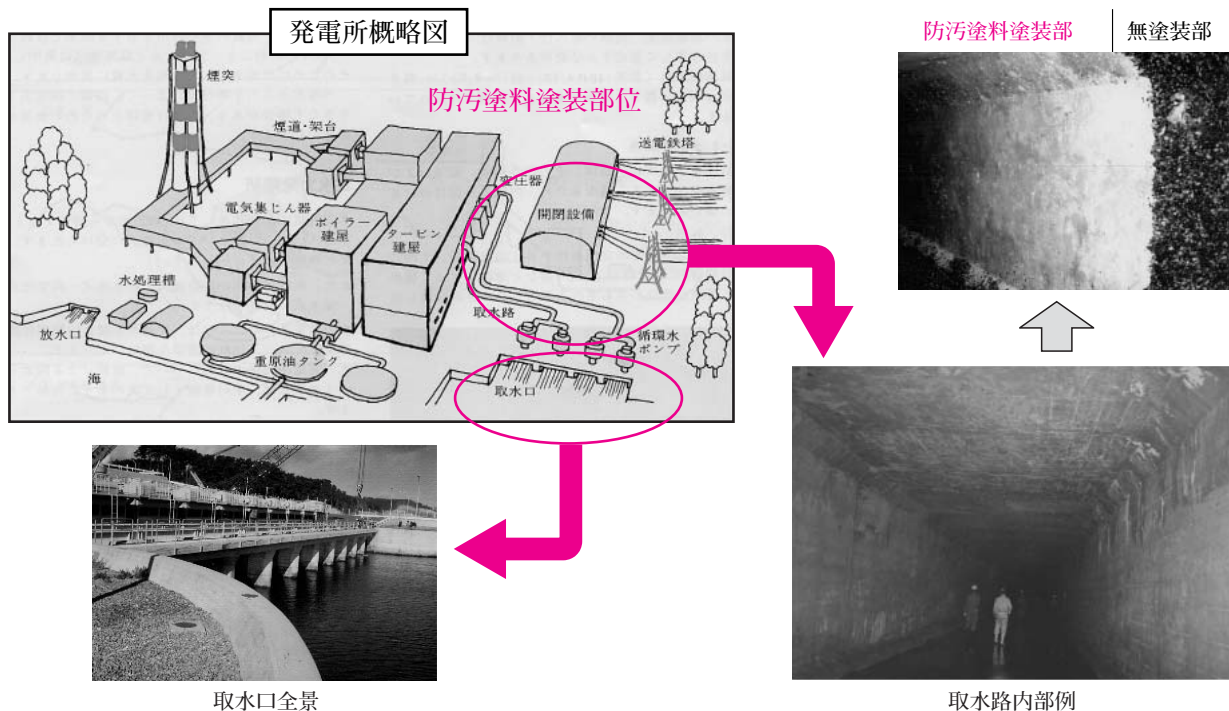 発電所概略図
防汚塗料塗装部 無塗装部
煙突
防汚塗料塗装部位
煙道・架台
送電鉄塔
変圧器
電気集じん器
ボイラー
建屋
タービン
建屋
開閉設備
水処理槽
取水路
放水口
循環水
ポンプ
重原油タンク
海
取水口
取水口全景
取水路内部例